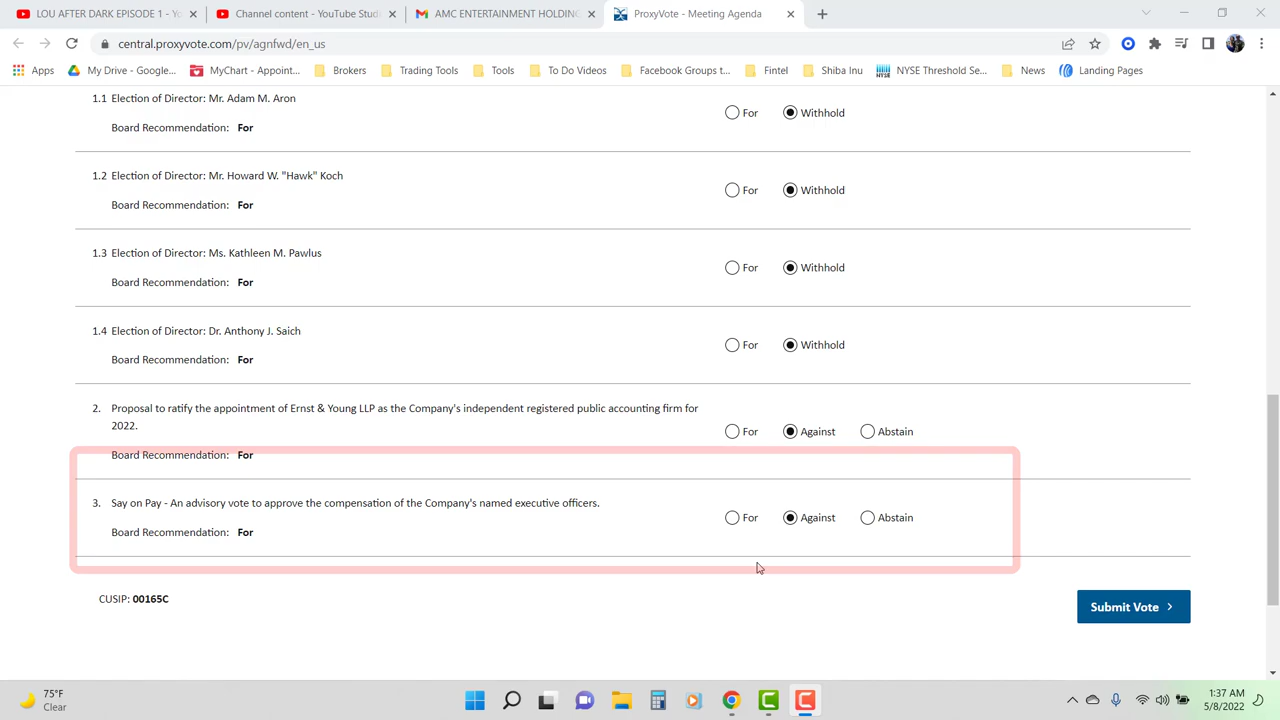 LOU AFTER DARK EPISODE 1 - Yo
Channel content - YouTube Studi
AMC ENTERTAINMENT HOLDING
ProxyVote - Meeting Agenda
central.proxyvote.com/pv/agnfwd/en_us
Apps
My Drive - Google...
MyChart - Appoint...
Brokers
Trading Tools
Tools
To Do Videos
Facebook Groups t...
Fintel
Shiba Inu
NYSE Threshold Se...
News
Landing Pages
1.1 Election of Director: Mr. Adam M. Aron
For Withhold
Board Recommendation: For
1.2 Election of Director: Mr. Howard W. "Hawk" Koch
For Withhold
Board Recommendation: For
1.3 Election of Director: Ms. Kathleen M. Pawlus
For Withhold
Board Recommendation: For
1.4 Election of Director: Dr. Anthony J. Saich
For Withhold
Board Recommendation: For
2. Proposal to ratify the appointment of Ernst & Young LLP as the Company's independent registered public accounting firm for
2022.
For Against Abstain
Board Recommendation: For
3. Say on Pay - An advisory vote to approve the compensation of the Company's named executive officers.
For Against Abstain
Board Recommendation: For
CUSIP: 00165C
Submit Vote
75°F
Clear
1:37 AM
5/8/2022